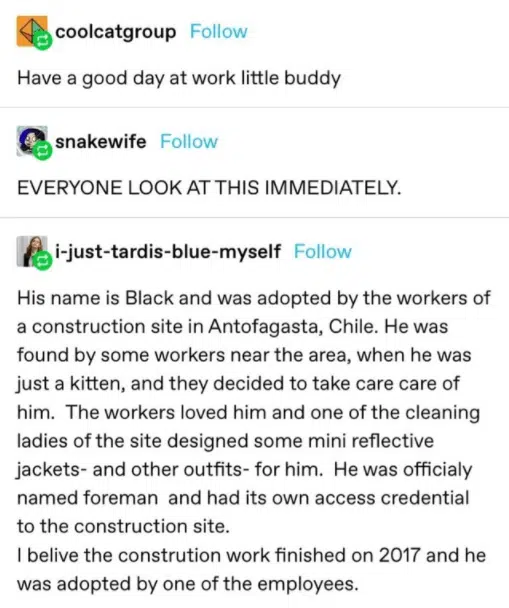 coolcatgroup Follow
Have a good day at work little buddy
snakewife Follow
EVERYONE LOOK AT THIS IMMEDIATELY.
i-just-tardis-blue-myself Follow
His name is Black and was adopted by the workers of
a construction site in Antofagasta, Chile. He was
found by some workers near the area, when he was
just a kitten, and they decided to take care care of
him. The workers loved him and one of the cleaning
ladies of the site designed some mini reflective
jackets- and other outfits- for him. He was officialy
named foreman and had its own access credential
to the construction site.
I belive the constrution work finished on 2017 and he
was adopted by one of the employees.